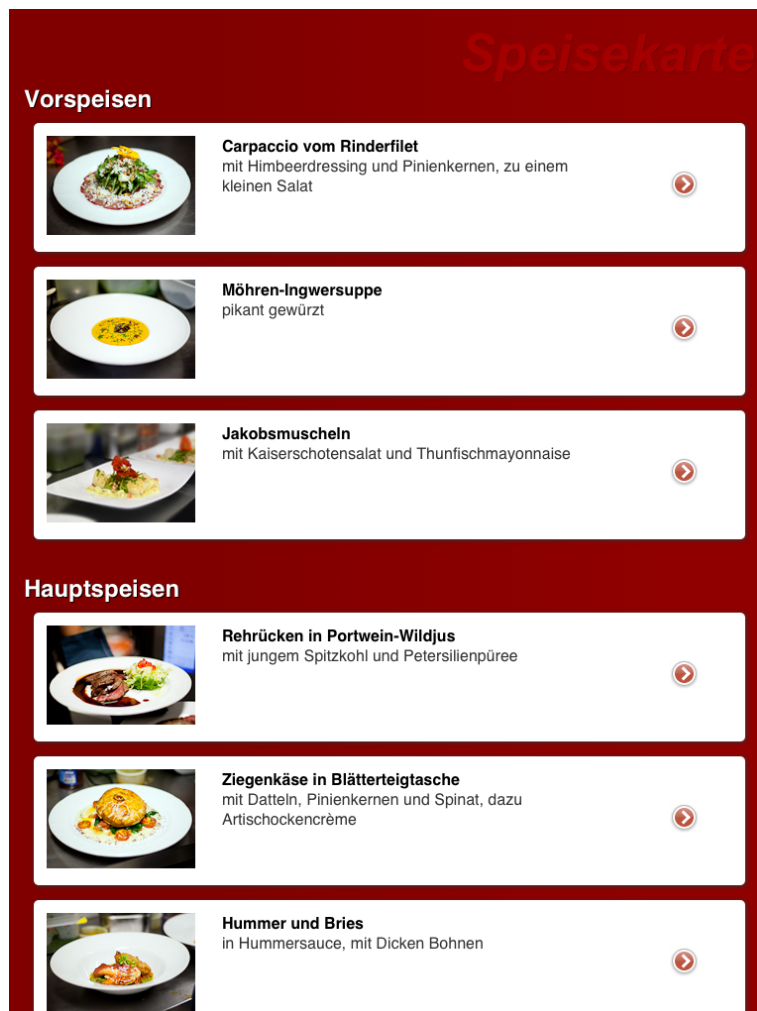 Speisekarte
Vorspeisen
Carpaccio vom Rinderfilet
mit Himbeerdressing und Pinienkernen, zu einem
kleinen Salat
Möhren-Ingwersuppe
pikant gewürzt
Jakobsmuscheln
mit Kaiserschotensalat und Thunfischmayonnaise
Hauptspeisen
Rehrücken in Portwein-Wildjus
mit jungem Spitzkohl und Petersilienpüree
Ziegenkäse in Blätterteigtasche
mit Datteln, Pinienkernen und Spinat, dazu
Artischockencrème
Hummer und Bries
in Hummersauce, mit Dicken Bohnen